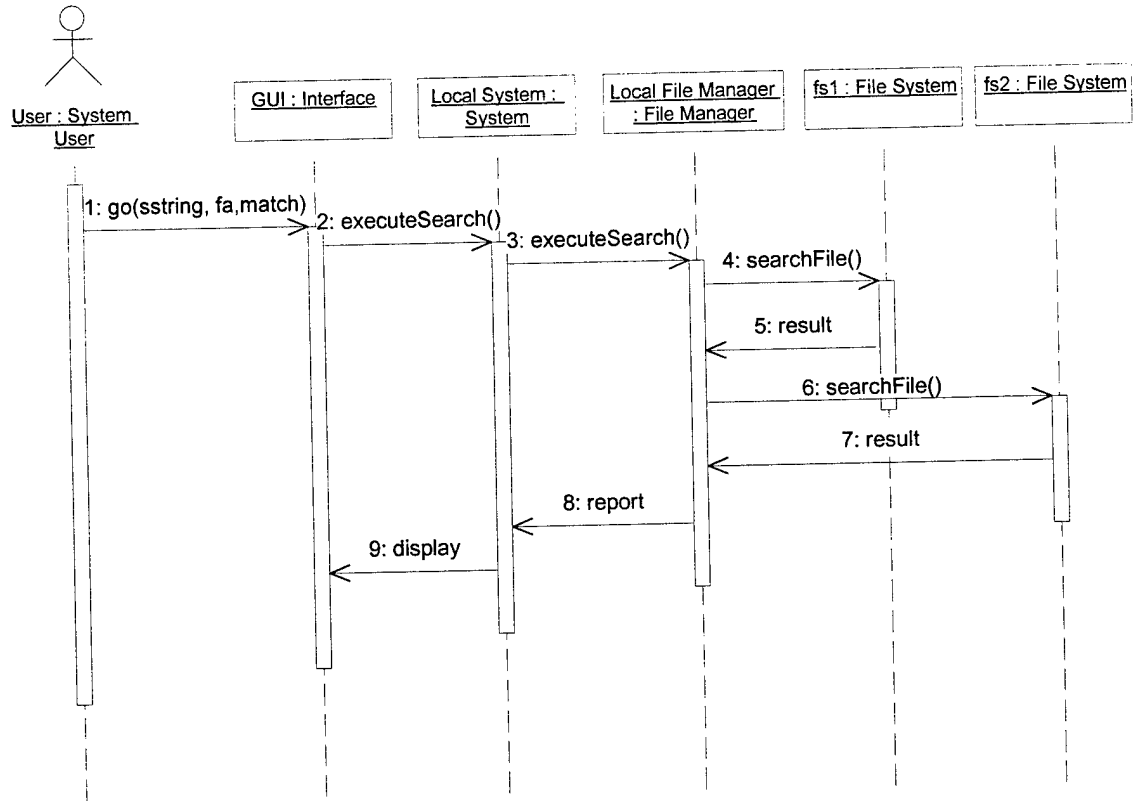 User : System
User
GUI : Interface
Local System :
System
Local File Manager
: File Manager
fs1 : File System
fs2 : File System
1: go(sstring, fa,match)
2: executeSearch()
3: executeSearch()
4: searchFile()
5: result
6: searchFile()
7: result
8: report
9: display